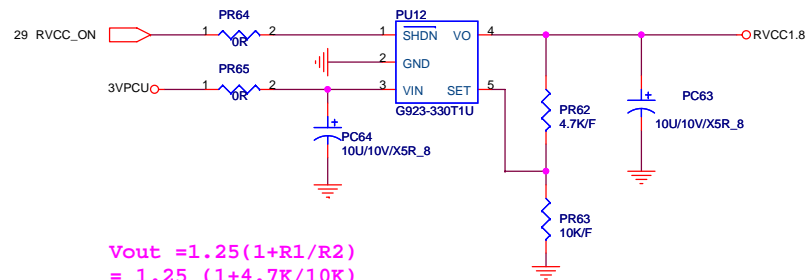 PR64
PU12
29 RVCC_ON
1
2
0R
1
SHDN
VO
4
RVCC1.8
2
GND
PR65
3VPCU
1
2
0R
3
VIN
SET
5
G923-330T1U
PR62
4.7K/F
PC63
10U/10V/X5R_8
PC64
10U/10V/X5R_8
PR63
10K/F
Vout =1.25(1+R1/R2)
= 1.25 (1+4.7K/10K)